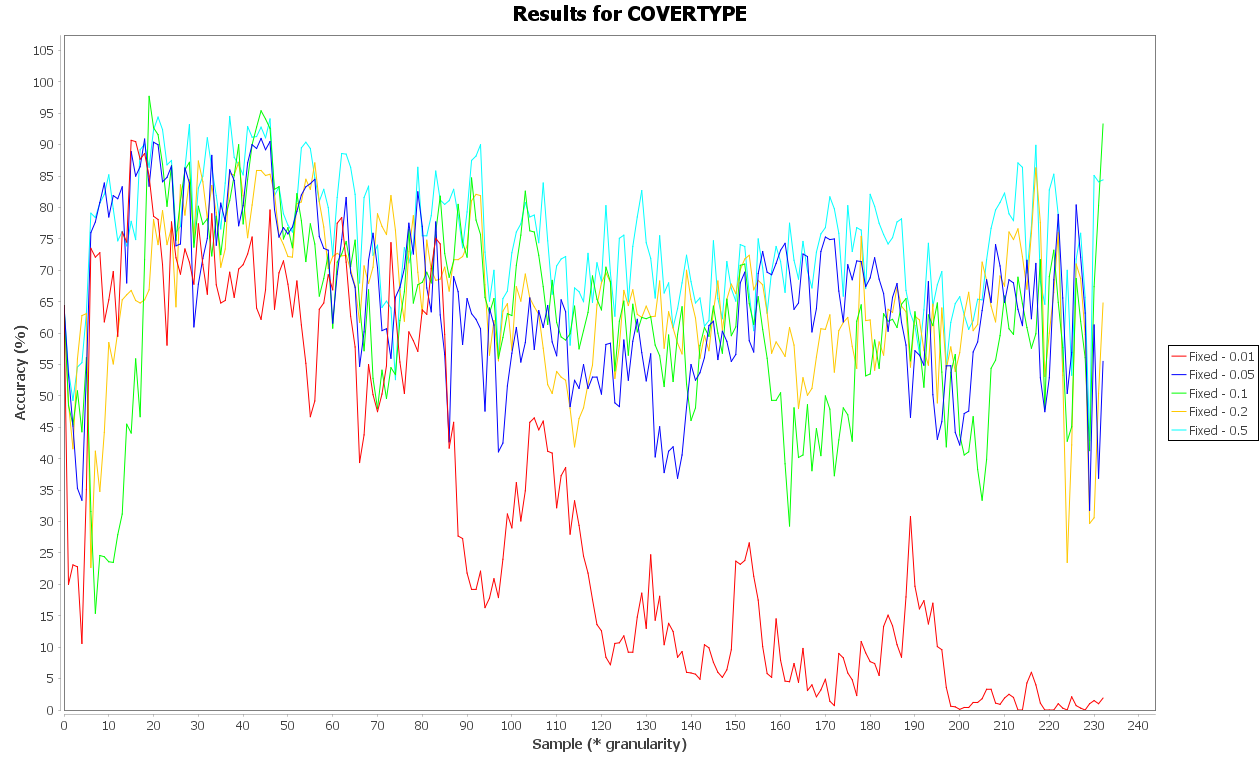 Results for COVERTYPE
Accuracy (%)
105
100
95
90
85
80
75
70
65
60
55
50
45
40
35
30
25
20
15
10
5
0
0 10 20 30 40 50 60 70 80 90 100 110 120 130 140 150 160 170 180 190 200 210 220 230 240
Sample (* granularity)
Fixed - 0.01
Fixed - 0.05
Fixed - 0.1
Fixed - 0.2
Fixed - 0.5